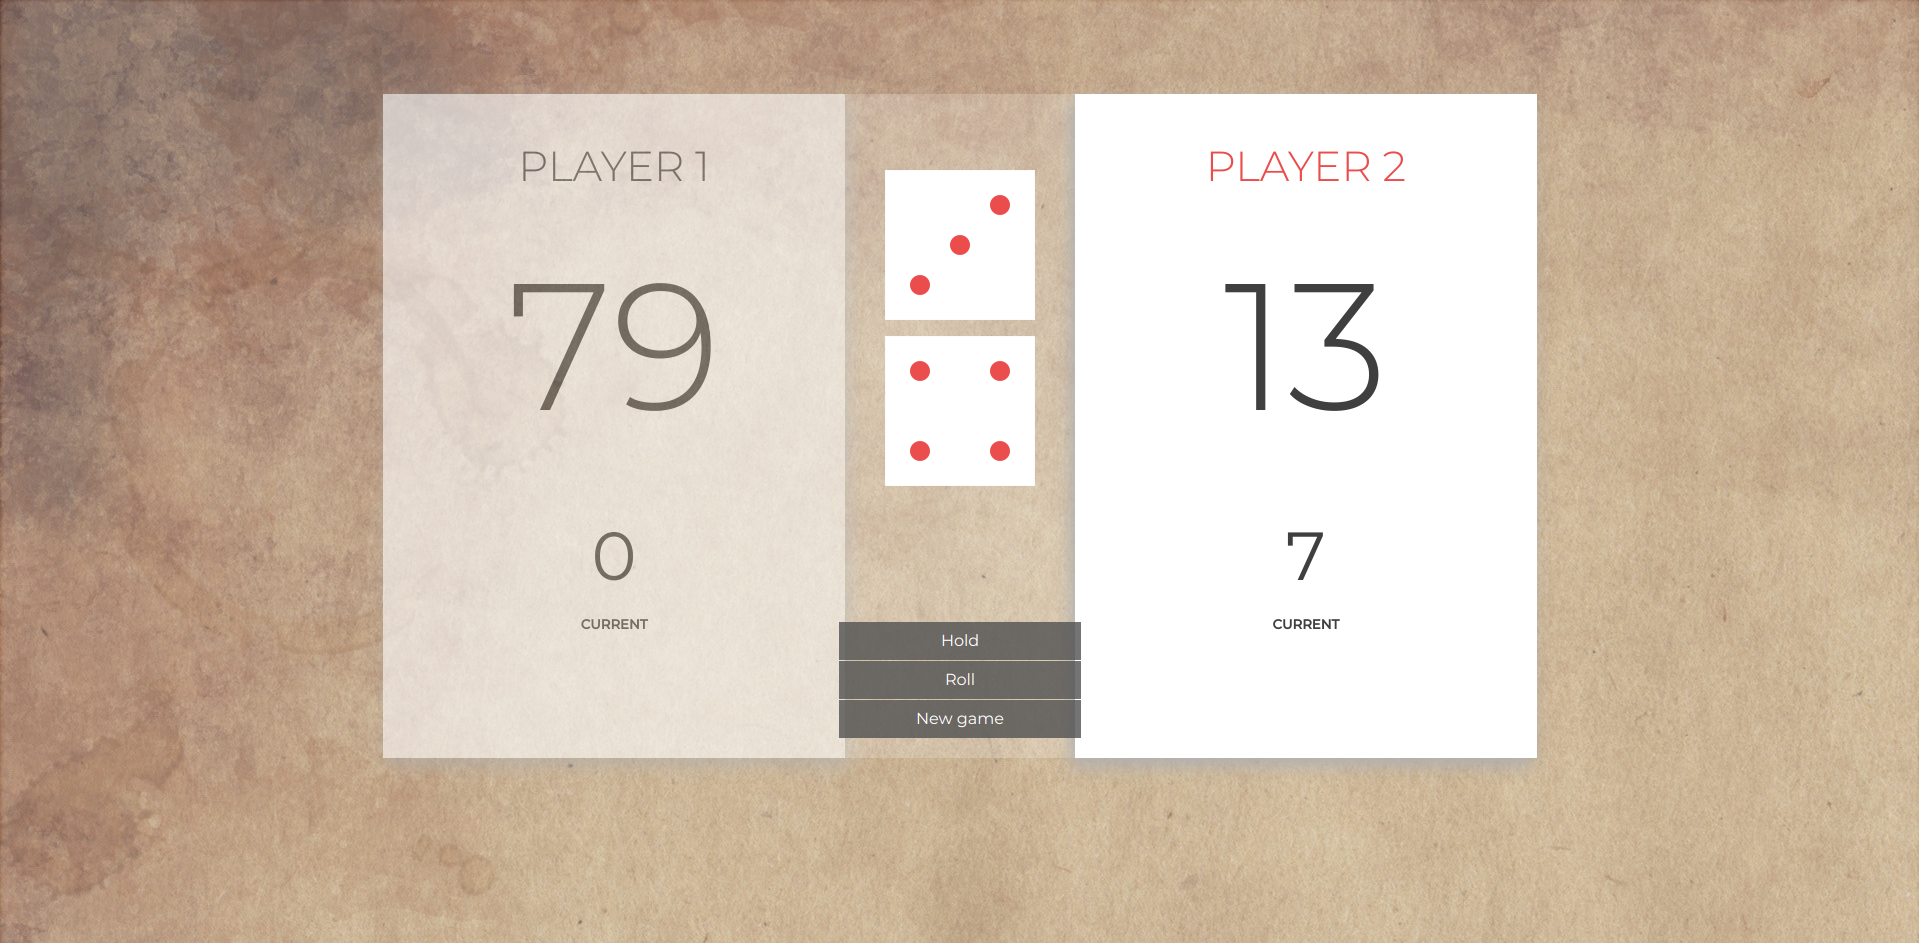 PLAYER 1
79
0
CURRENT
Hold
Roll
New game
PLAYER 2
13
7
CURRENT